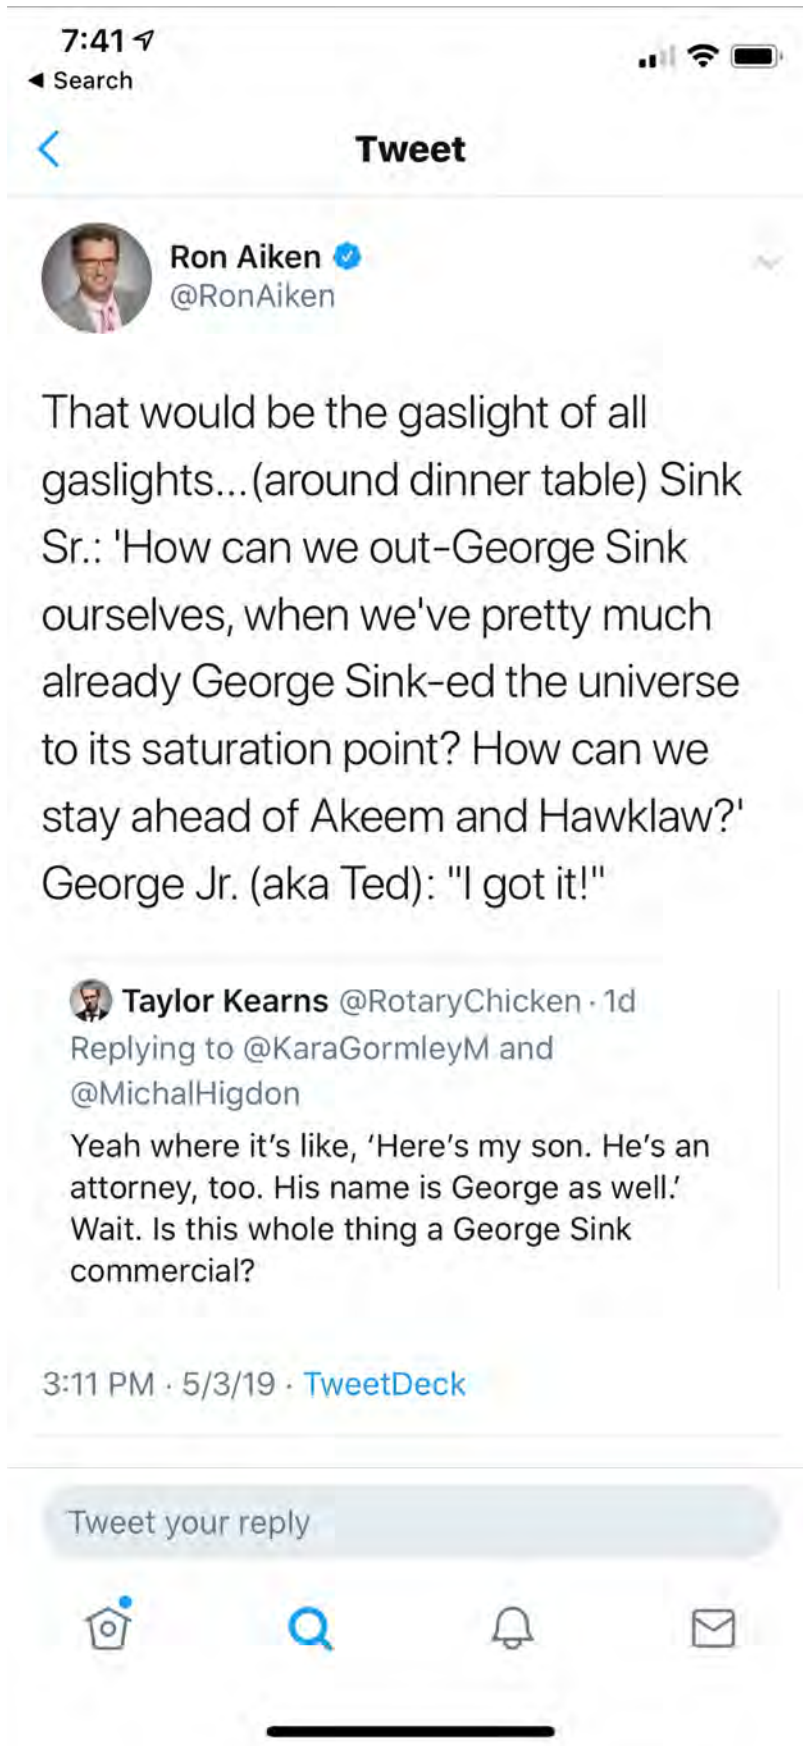 7:41
◀ Search
Tweet
Ron Aiken
@RonAiken
That would be the gaslight of all
gaslights...(around dinner table) Sink
Sr.: 'How can we out-George Sink
ourselves, when we've pretty much
already George Sink-ed the universe
to its saturation point? How can we
stay ahead of Akeem and Hawklaw?'
George Jr. (aka Ted): "I got it!"
Taylor Kearns @RotaryChicken · 1d
Replying to @KaraGormleyM and
@MichalHigdon
Yeah where it's like, ‘Here's my son. He's an
attorney, too. His name is George as well.’
Wait. Is this whole thing a George Sink
commercial?
3:11 PM · 5/3/19 · TweetDeck
Tweet your reply